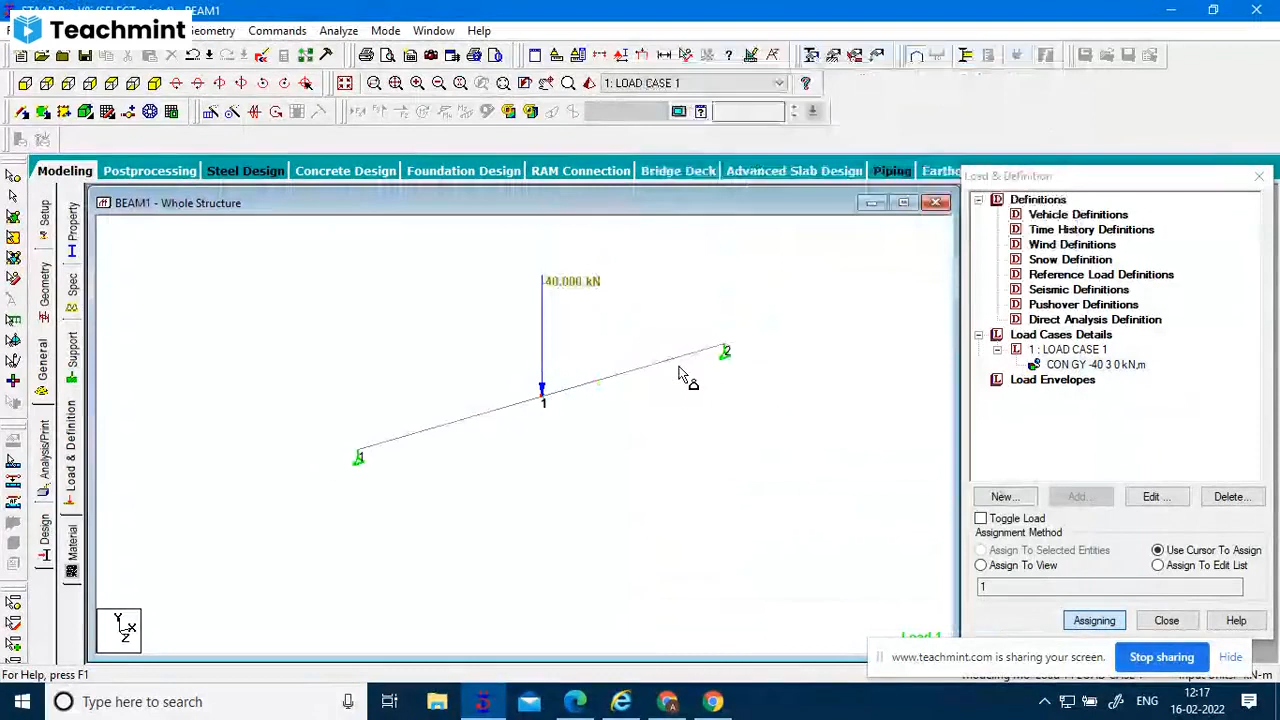 STAAD.Pro V8i (SELECTseries 4) - BEAM1
Teachmint
Geometry Commands Analyze Mode Window Help
1: LOAD CASE 1
Modeling Postprocessing Steel Design Concrete Design Foundation Design RAM Connection Bridge Deck Advanced Slab Design Piping
BEAM1 - Whole Structure
Load & Definition
Definitions
Vehicle Definitions
Time History Definitions
Wind Definitions
Snow Definition
Reference Load Definitions
Seismic Definitions
Pushover Definitions
Direct Analysis Definition
Load Cases Details
1 : LOAD CASE 1
CON GY -40 3 0 kN,m
Load Envelopes
New... Add... Edit ... Delete...
Toggle Load
Assignment Method
Assign To Selected Entities Use Cursor To Assign
Assign To View Assign To Edit List
1
Assigning Close Help
Setup
Geometry
General
Analysis/Print
Design
Property
Spec
Support
Load & Definition
Material
40.000 kN
2
1
1
Y
X
Z
Load 1
www.teachmint.com is sharing your screen. Stop sharing Hide
For Help, press F1
Type here to search
ENG
12:17
16-02-2022